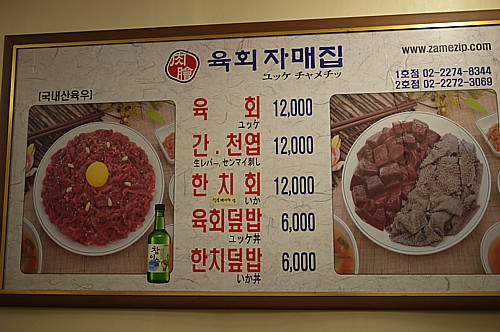 肉膾 육회자매집
ユッケ チャメチッ
www.zamezip.com
1호점 02-2274-8344
2호점 02-2272-3069
[국내산육우]
육 회 12,000
ユッケ
간.천엽 12,000
生レバー,センマイ刺し
한치회 12,000
いか
육회덮밥 6,000
ユッケ丼
한치덮밥 6,000
いか丼
참이슬